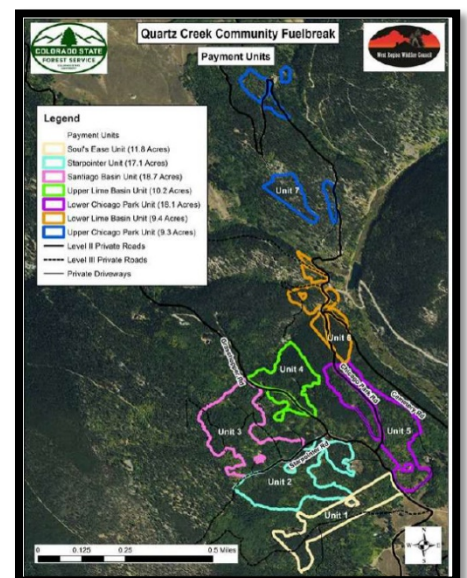 Quartz Creek Community Fuelbreak
Payment Units
COLORADO STATE
FOREST SERVICE
West Region Wildfire Council
Legend
Payment Units
Soul's Ease Unit (11.8 Acres)
Starpointer Unit (17.1 Acres)
Santiago Basin Unit (18.7 Acres)
Upper Lime Basin Unit (10.2 Acres)
Lower Chicago Park Unit (18.1 Acres)
Lower Lime Basin Unit (9.4 Acres)
Upper Chicago Park Unit (9.3 Acres)
Level II Private Roads
Level III Private Roads
Private Driveways
Unit 7
Unit 6
Unit 4
Chicago Park Rd
Unit 3
Unit 5
Starpointer Rd
Unit 2
Unit 1
0 0.125 0.25 0.5 Miles
N
W E
S